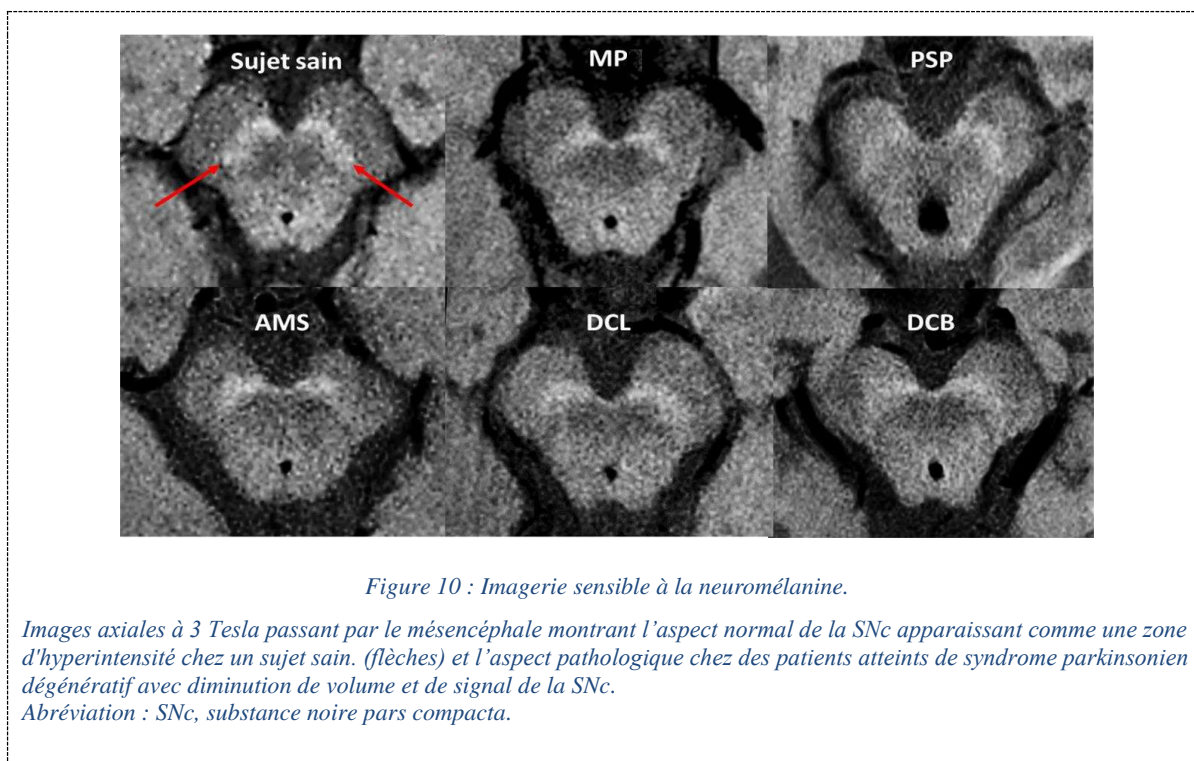 Sujet sain
MP
PSP
AMS
DCL
DCB
Figure 10 : Imagerie sensible à la neuromélanine.
Images axiales à 3 Tesla passant par le mésencéphale montrant l’aspect normal de la SNc apparaissant comme une zone
d'hyperintensité chez un sujet sain. (flèches) et l’aspect pathologique chez des patients atteints de syndrome parkinsonien
dégénératif avec diminution de volume et de signal de la SNc.
Abréviation : SNc, substance noire pars compacta.